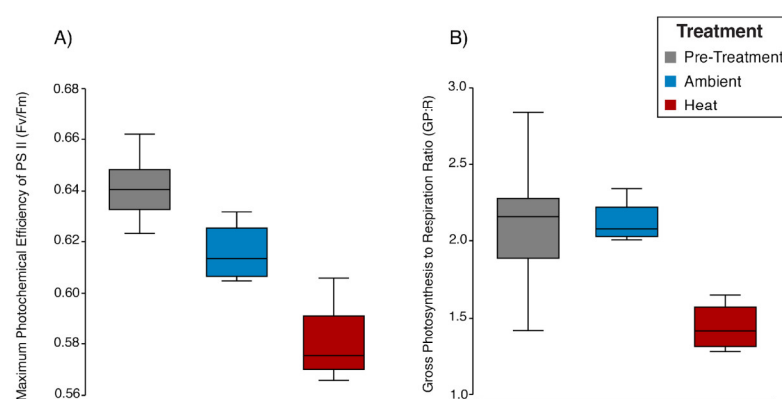 A)
Maximum Photochemical Efficiency of PS II (Fv/Fm)
0.68
0.66
0.64
0.62
0.60
0.58
0.56
B)
Gross Photosynthesis to Respiration Ratio (GP:R)
3.0
2.5
2.0
1.5
1.0
Treatment
Pre-Treatment
Ambient
Heat